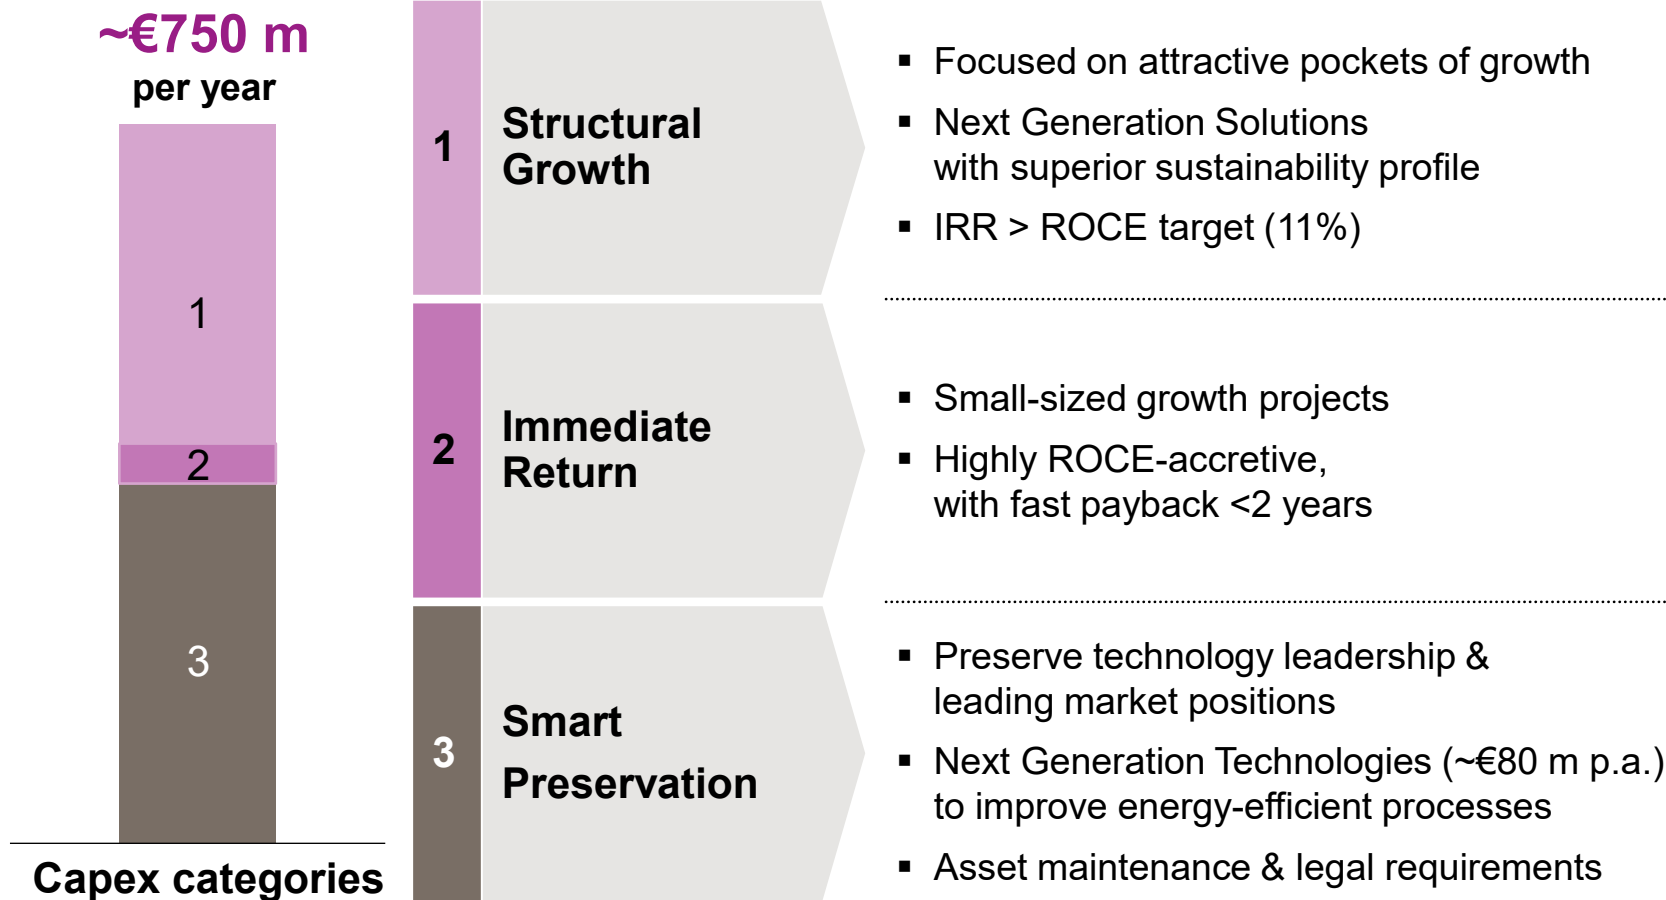 ~€750 m
per year
1
2
3
Capex categories
1
Structural
Growth
▪ Focused on attractive pockets of growth
▪ Next Generation Solutions
with superior sustainability profile
▪ IRR > ROCE target (11%)
2
Immediate
Return
▪ Small-sized growth projects
▪ Highly ROCE-accretive,
with fast payback <2 years
3
Smart
Preservation
▪ Preserve technology leadership &
leading market positions
▪ Next Generation Technologies (~€80 m p.a.)
to improve energy-efficient processes
▪ Asset maintenance & legal requirements